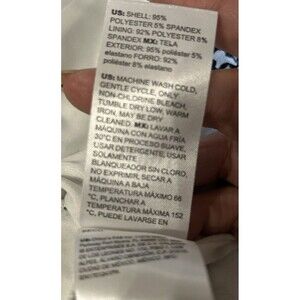 US: SHELL: 95%
POLYESTER 5% SPANDEX
LINING: 92% POLYESTER 8%
SPANDEX MX: TELA
EXTERIOR: 95% poliéster 5%
elastano FORRO: 92%
poliéster 8% elastano
US: MACHINE WASH COLD,
GENTLE CYCLE, ONLY
NON-CHLORINE BLEACH,
TUMBLE DRY LOW, WARM
IRON, MAY BE DRY
CLEANED. MX: LAVAR A
MÁQUINA CON AGUA FRÍA
30°C EN PROCESO SUAVE
USAR DETERGENTE, USAR
SOLAMENTE
BLANQUEADOR SIN CLORO,
NO EXPRIMIR, SECAR A
MÁQUINA A BAJA
TEMPERATURA MÁXIMO 66
°C, PLANCHAR A
TEMPERATURA MÁXIMA 152
°C, PUEDE LAVARSE EN